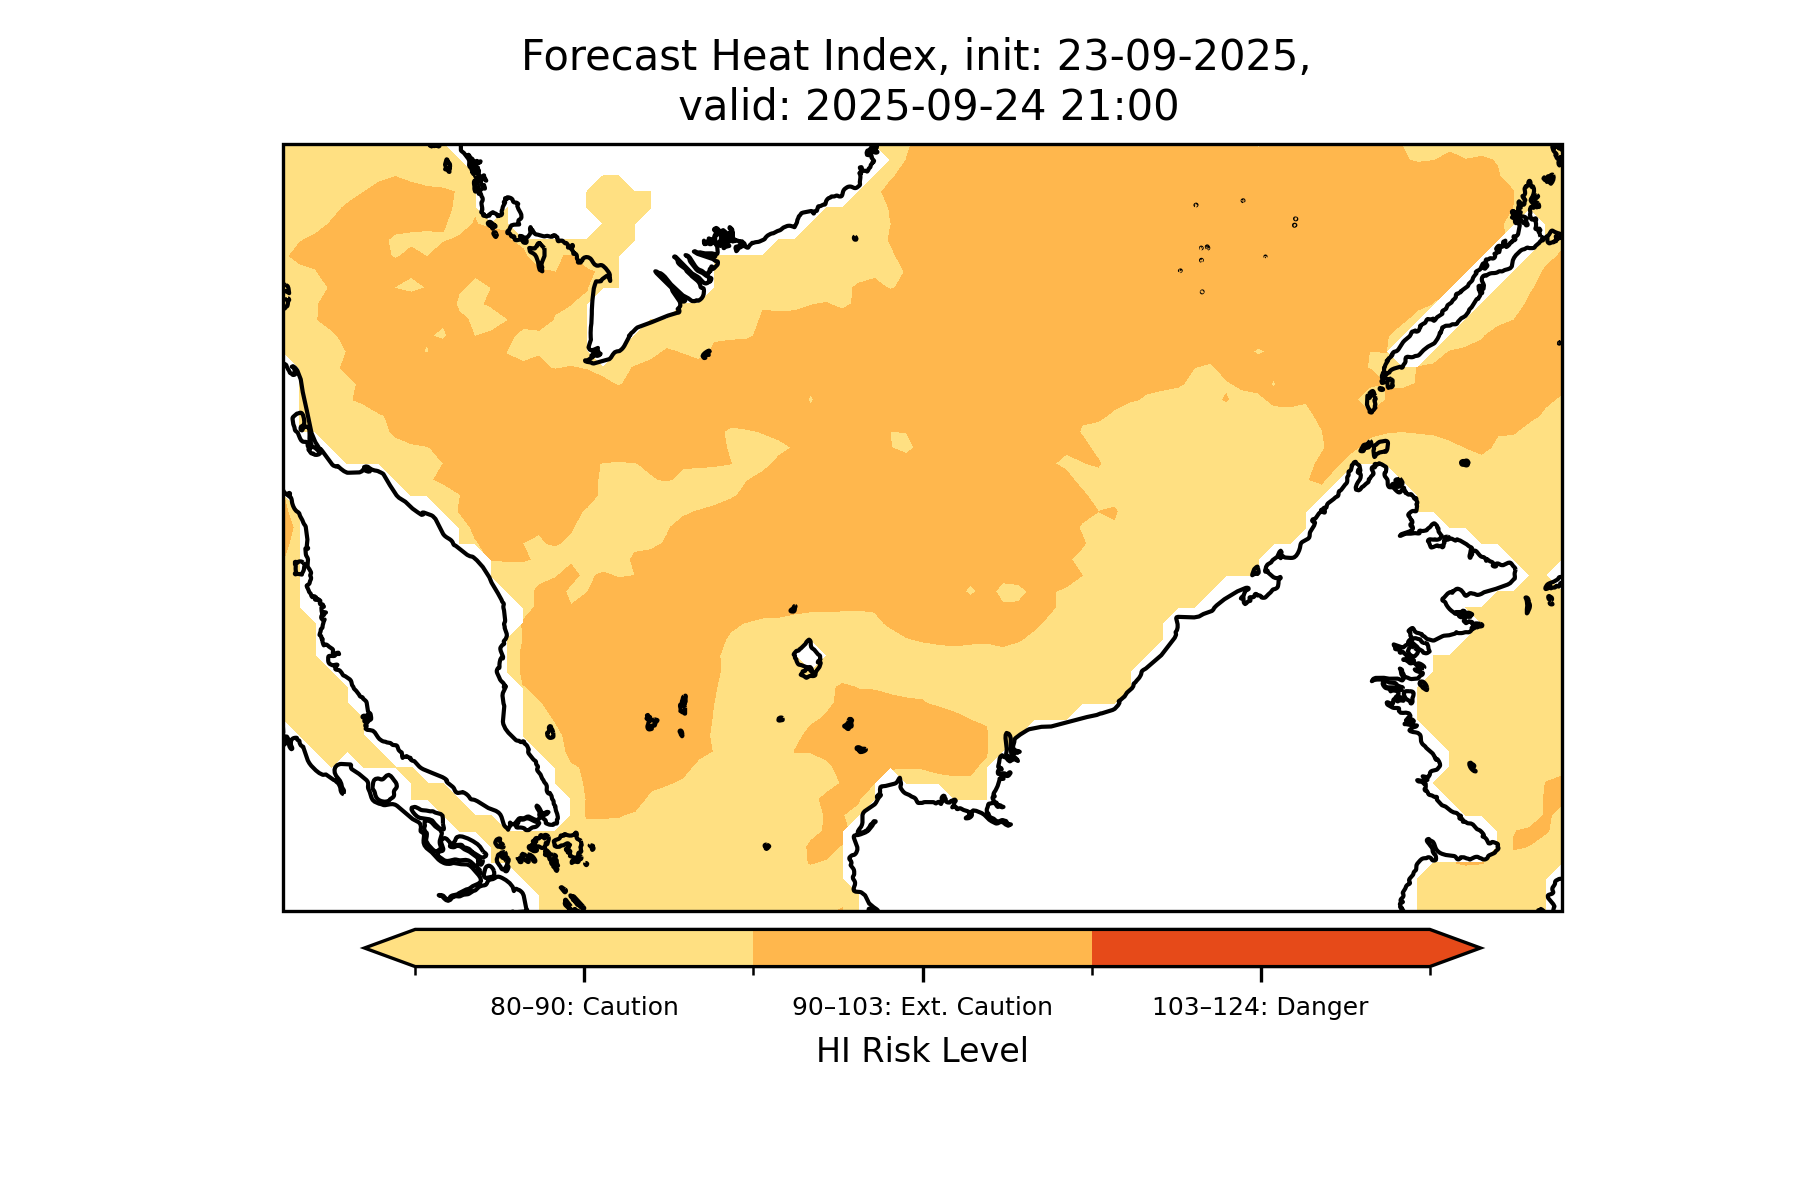 Forecast Heat Index, init: 23-09-2025,
valid: 2025-09-24 21:00
80–90: Caution
90–103: Ext. Caution
103–124: Danger
HI Risk Level